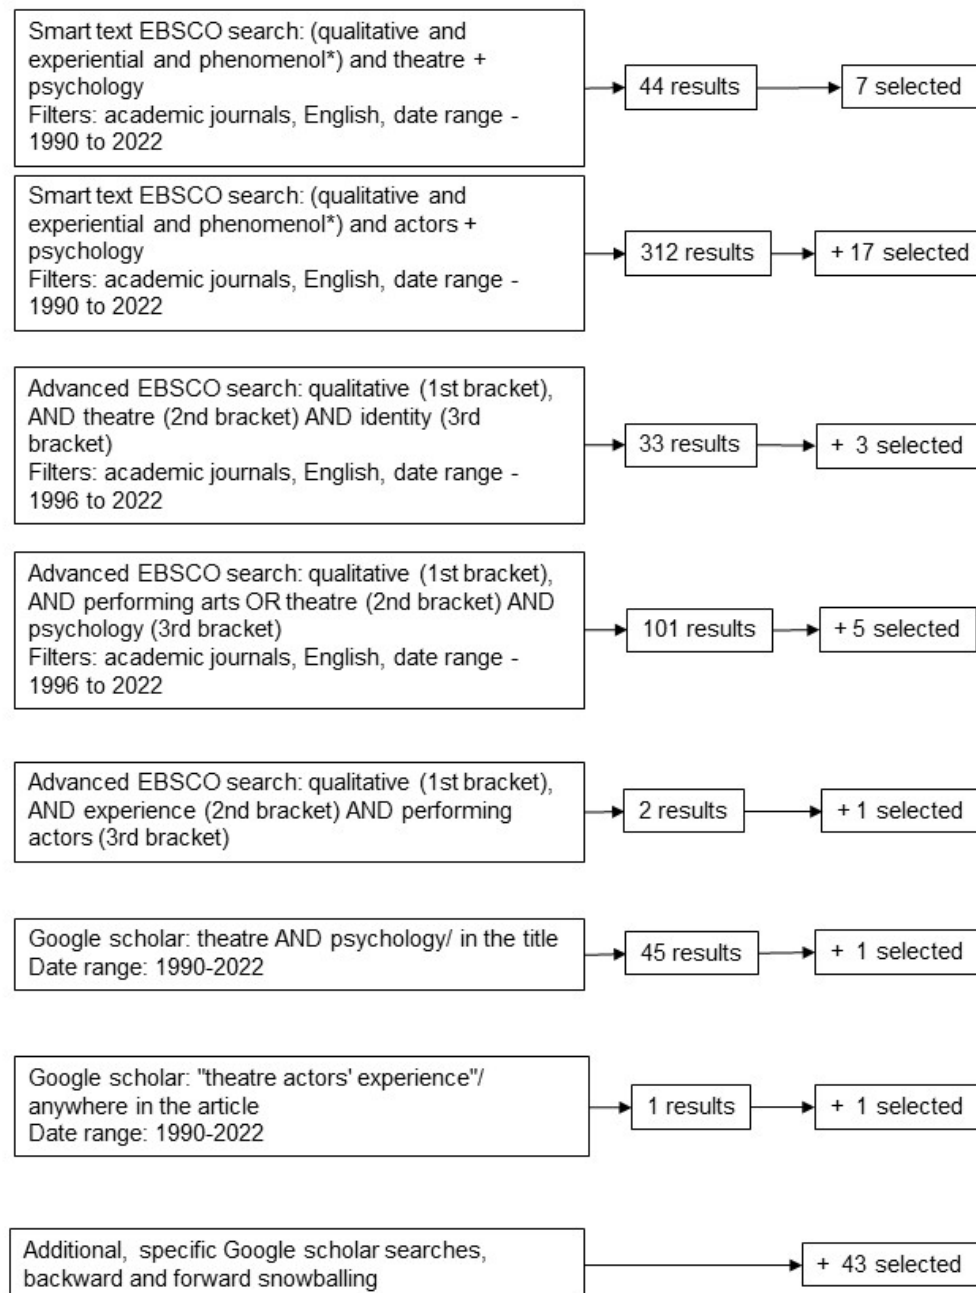 Smart text EBSCO search: (qualitative and
experiential and phenomenol*) and theatre +
psychology
Filters: academic journals, English, date range -
1990 to 2022
44 results
7 selected
Smart text EBSCO search: (qualitative and
experiential and phenomenol*) and actors +
psychology
Filters: academic journals, English, date range -
1990 to 2022
312 results
+ 17 selected
Advanced EBSCO search: qualitative (1st bracket),
AND theatre (2nd bracket) AND identity (3rd
bracket)
Filters: academic journals, English, date range -
1996 to 2022
33 results
+ 3 selected
Advanced EBSCO search: qualitative (1st bracket),
AND performing arts OR theatre (2nd bracket) AND
psychology (3rd bracket)
Filters: academic journals, English, date range -
1996 to 2022
101 results
+ 5 selected
Advanced EBSCO search: qualitative (1st bracket),
AND experience (2nd bracket) AND performing
actors (3rd bracket)
2 results
+ 1 selected
Google scholar: theatre AND psychology/ in the title
Date range: 1990-2022
45 results
+ 1 selected
Google scholar: "theatre actors' experience"/
anywhere in the article
Date range: 1990-2022
1 results
+ 1 selected
Additional, specific Google scholar searches,
backward and forward snowballing
+ 43 selected